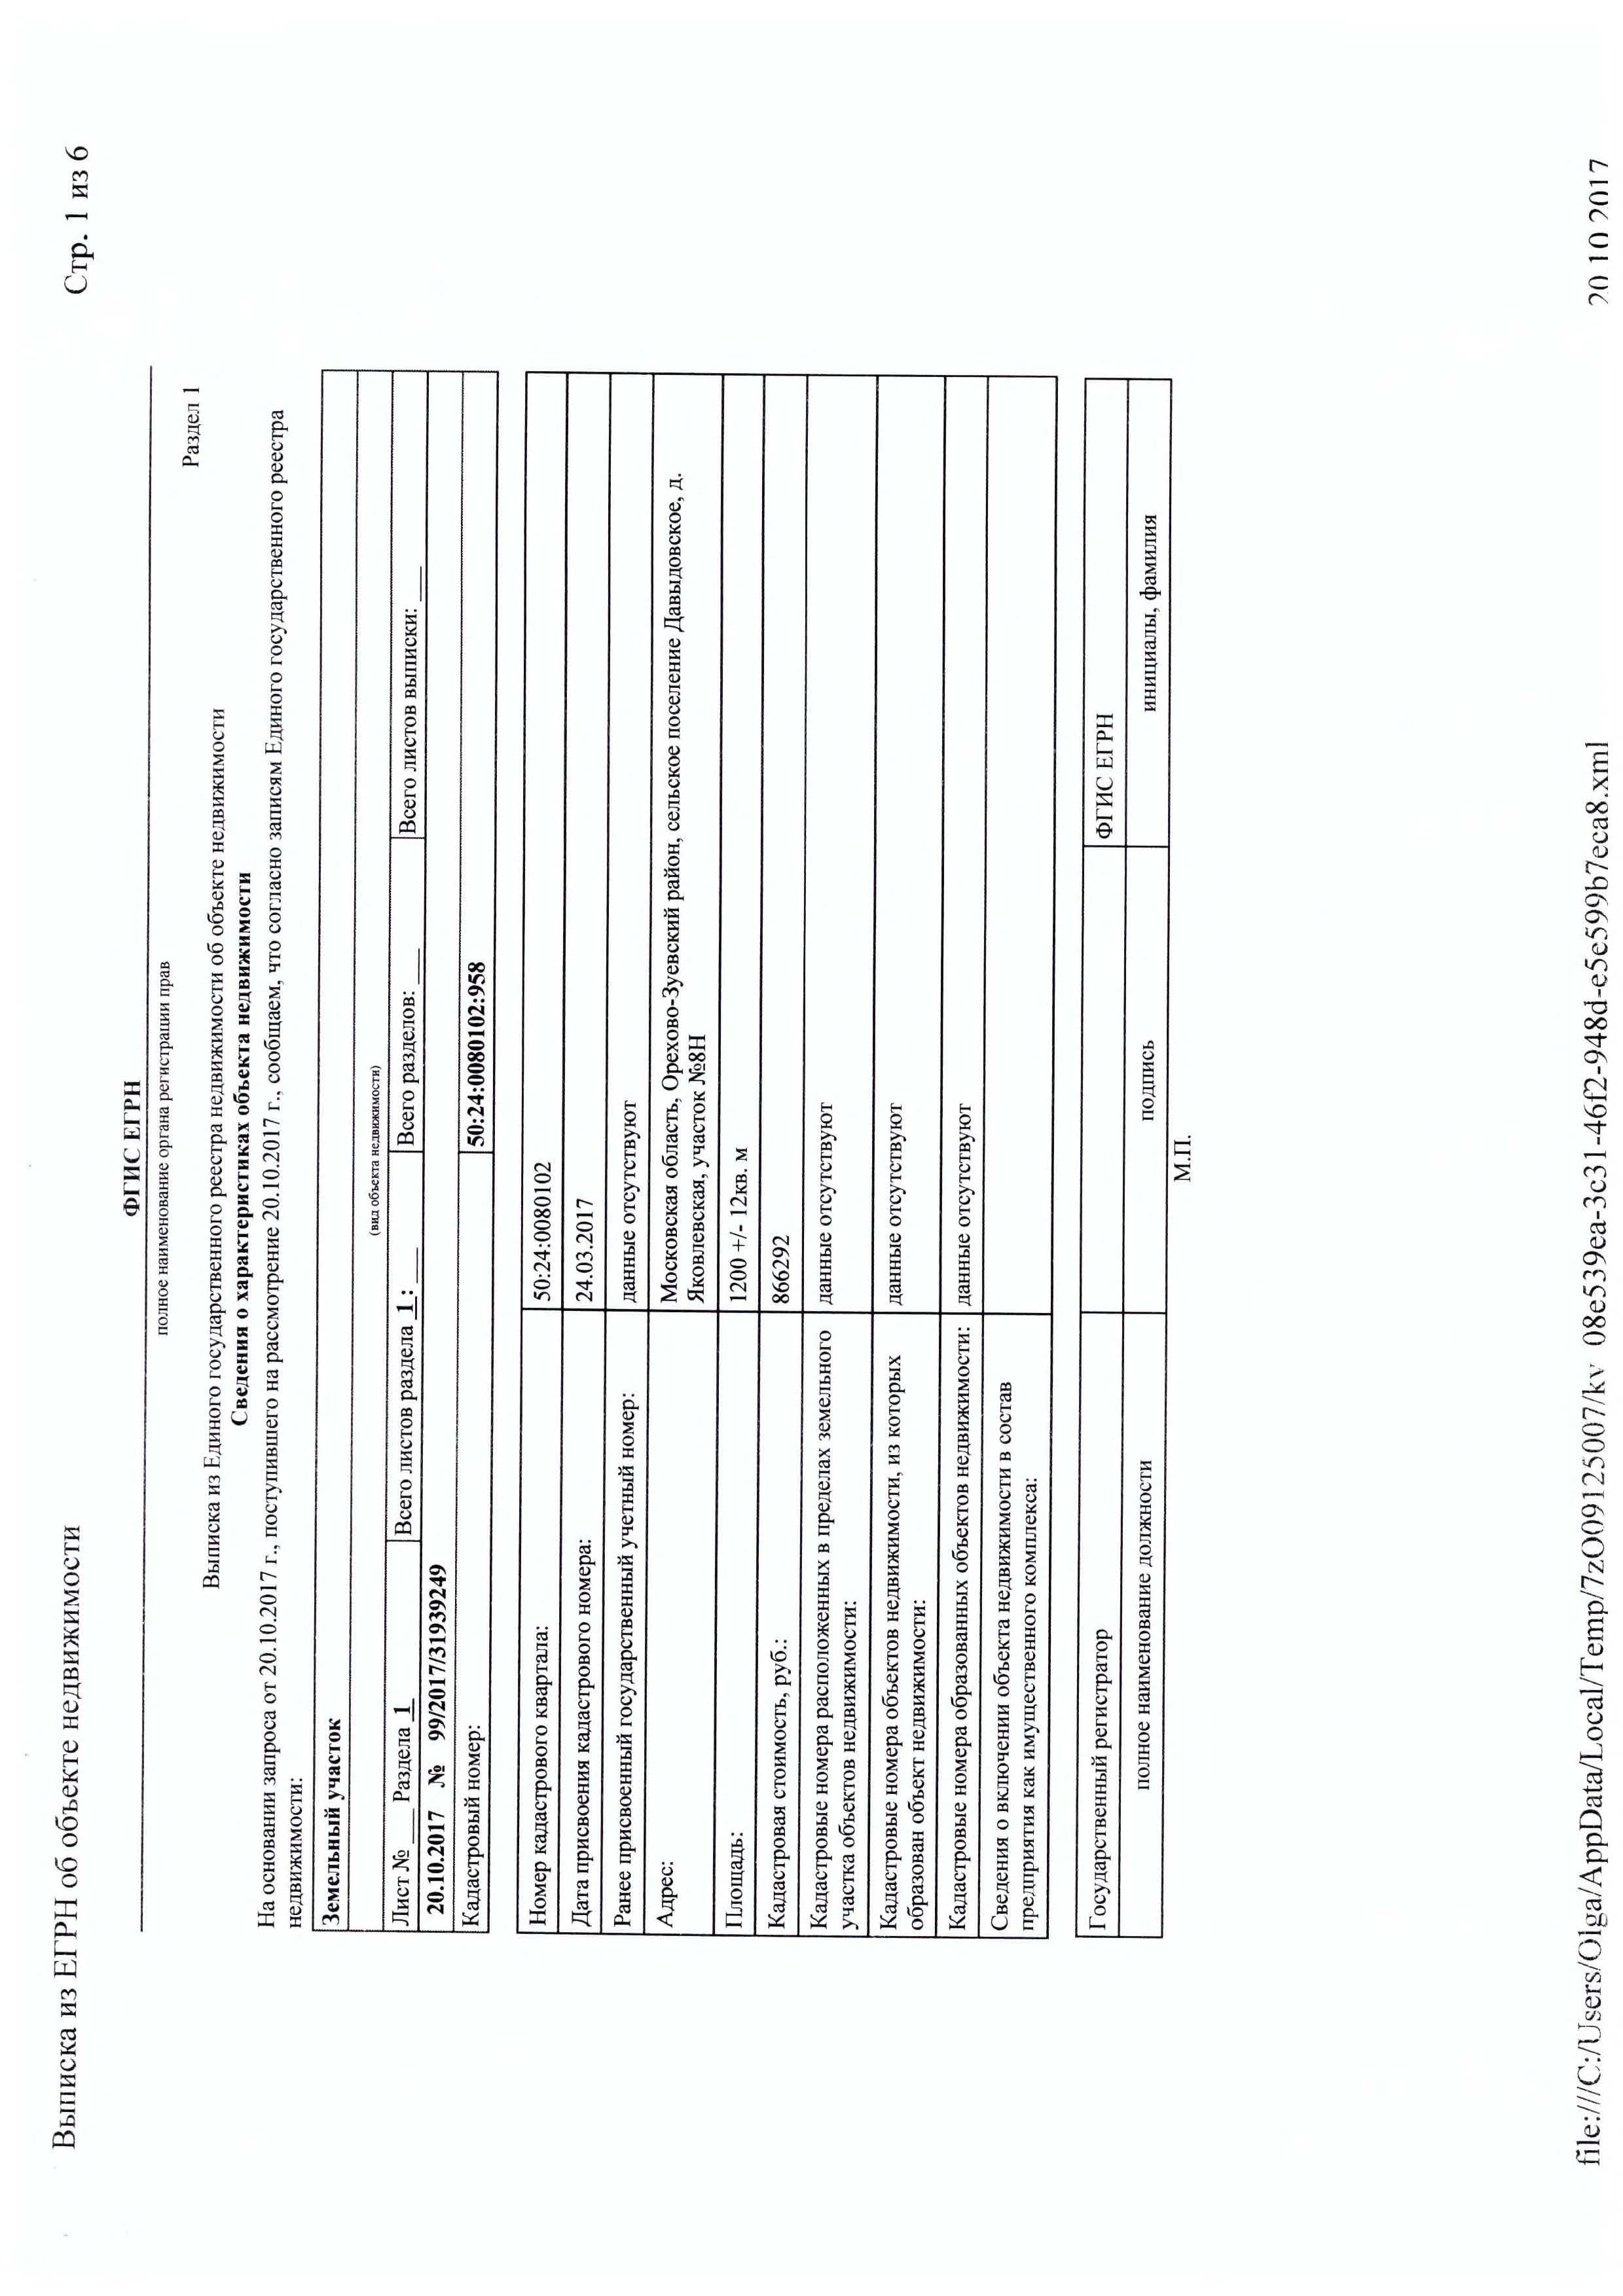 Выписка из ЕГРН об объекте недвижимости
Стр. 1 из 6
ФГИС ЕГРН
полное наименование органа регистрации прав
Раздел 1
Выписка из Единого государственного реестра недвижимости об объекте недвижимости
Сведения о характеристиках объекта недвижимости
На основании запроса от 20.10.2017 г., поступившего на рассмотрение 20.10.2017 г., сообщаем, что согласно записям Единого государственного реестра
недвижимости:
Земельный участок
(вид объекта недвижимости)
Лист № ___ Раздела 1 Всего листов раздела 1 : ___ Всего разделов: ___ Всего листов выписки: ___
20.10.2017 № 99/2017/31939249
Кадастровый номер: 50:24:0080102:958
Номер кадастрового квартала: 50:24:0080102
Дата присвоения кадастрового номера: 24.03.2017
Ранее присвоенный государственный учетный номер: данные отсутствуют
Адрес: Московская область, Орехово-Зуевский район, сельское поселение Давыдовское, д.
Яковлевская, участок №8Н
Площадь: 1200 +/- 12кв. м
Кадастровая стоимость, руб.: 866292
Кадастровые номера расположенных в пределах земельного данные отсутствуют
участка объектов недвижимости:
Кадастровые номера объектов недвижимости, из которых данные отсутствуют
образован объект недвижимости:
Кадастровые номера образованных объектов недвижимости: данные отсутствуют
Сведения о включении объекта недвижимости в состав
предприятия как имущественного комплекса:
Государственный регистратор ФГИС ЕГРН
полное наименование должности подпись инициалы, фамилия
М.П.
file:///C:/Users/Olga/AppData/Local/Temp/7zO09125007/kv_08e539ea-3c31-46f2-948d-e5e599b7eca8.xml
20.10.2017